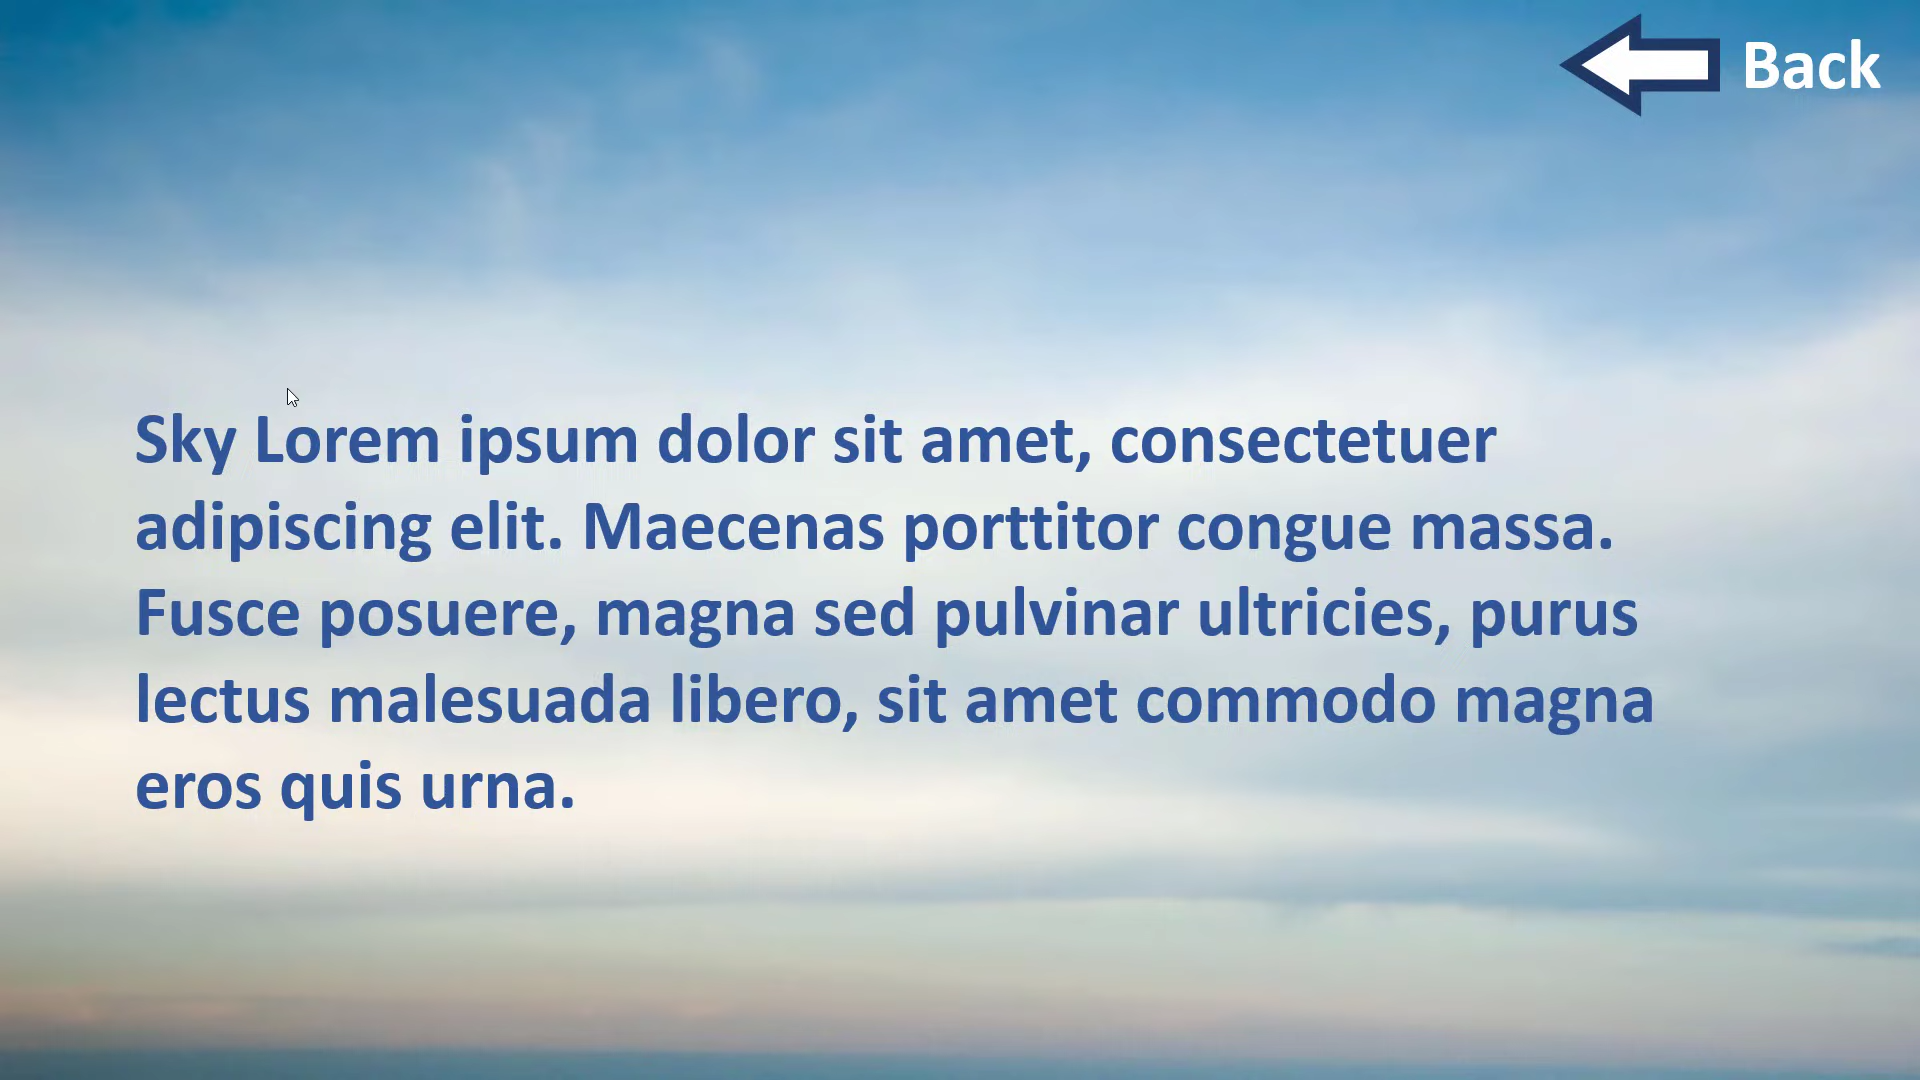 Back
Sky Lorem ipsum dolor sit amet, consectetuer
adipiscing elit. Maecenas porttitor congue massa.
Fusce posuere, magna sed pulvinar ultricies, purus
lectus malesuada libero, sit amet commodo magna
eros quis urna.